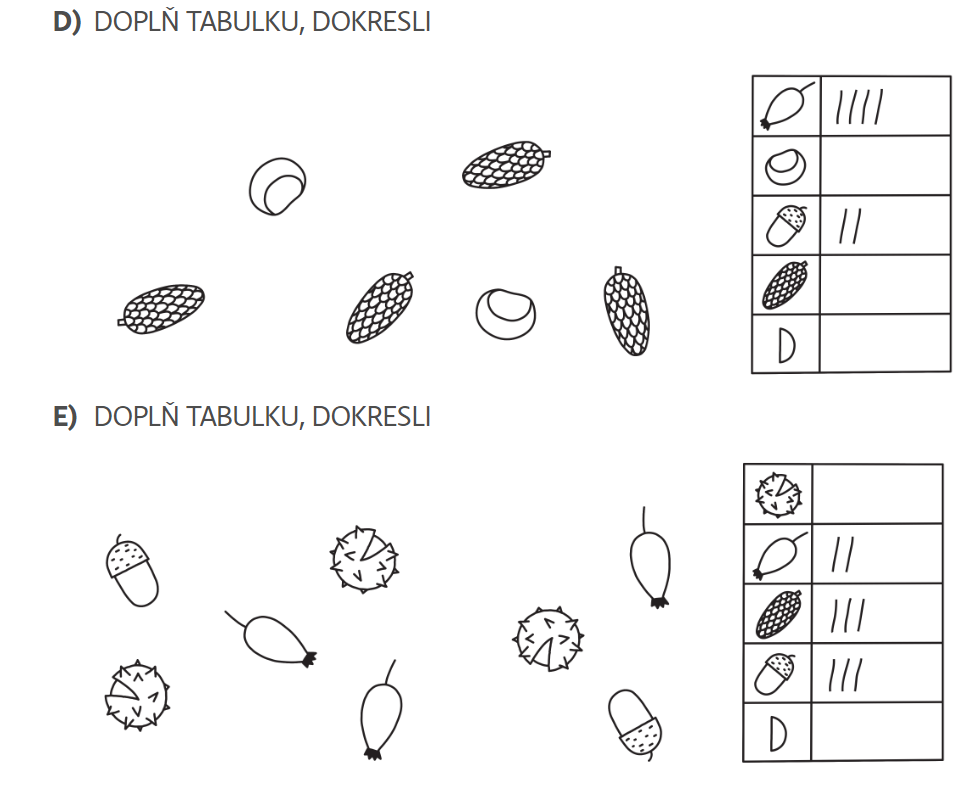 D) DOPLŇ TABULKU, DOKRESLI
E) DOPLŇ TABULKU, DOKRESLI